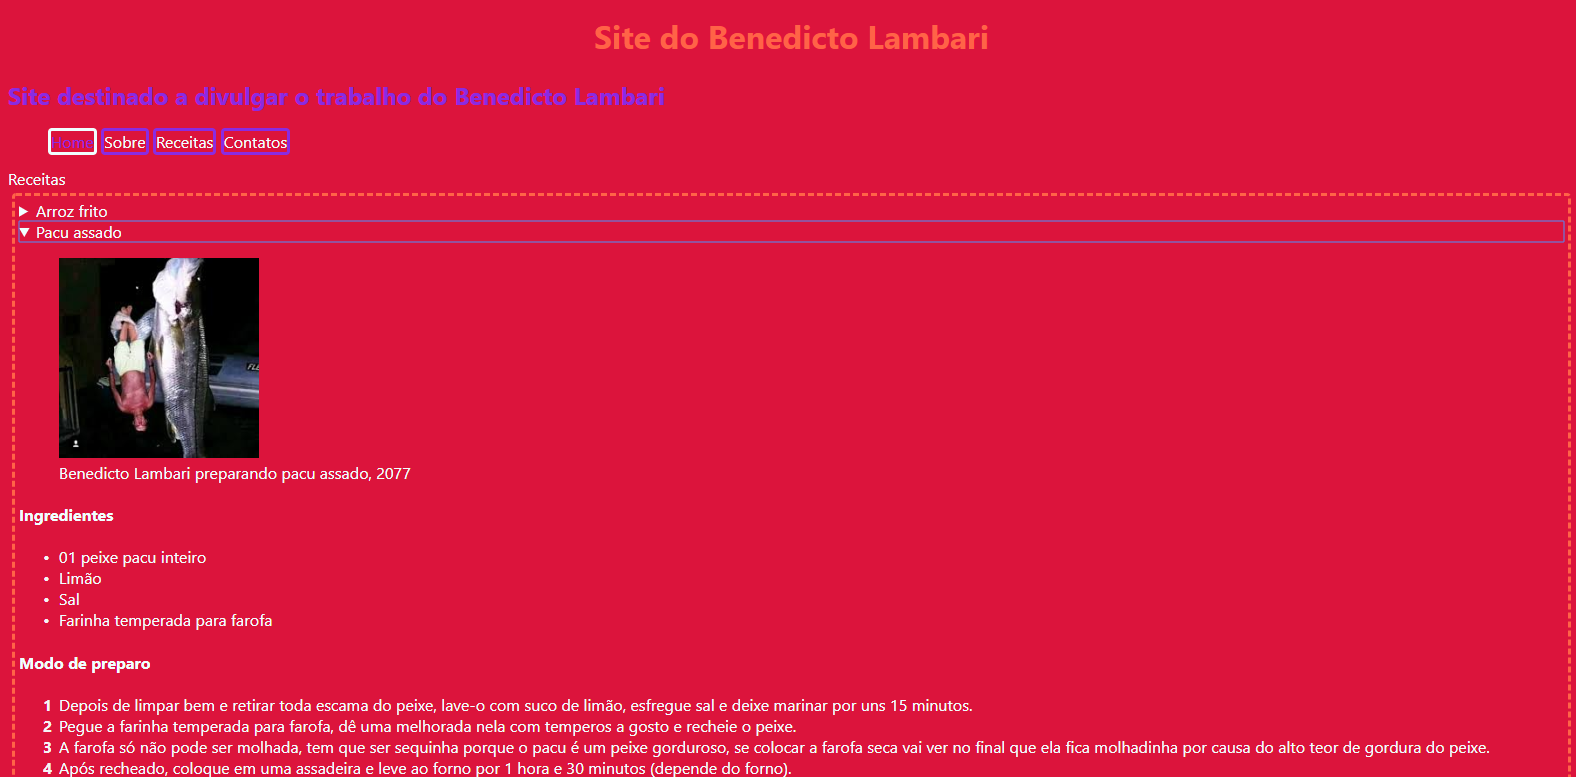 Site do Benedicto Lambari
Site destinado a divulgar o trabalho do Benedicto Lambari
Home Sobre Receitas Contatos
Receitas
Arroz frito
Pacu assado
Benedicto Lambari preparando pacu assado, 2077
Ingredientes
• 01 peixe pacu inteiro
• Limão
• Sal
• Farinha temperada para farofa
Modo de preparo
1 Depois de limpar bem e retirar toda escama do peixe, lave-o com suco de limão, esfregue sal e deixe marinar por uns 15 minutos.
2 Pegue a farinha temperada para farofa, dê uma melhorada nela com temperos a gosto e recheie o peixe.
3 A farofa só não pode ser molhada, tem que ser sequinha porque o pacu é um peixe gorduroso, se colocar a farofa seca vai ver no final que ela fica molhadinha por causa do alto teor de gordura do peixe.
4 Após recheado, coloque em uma assadeira e leve ao forno por 1 hora e 30 minutos (depende do forno).